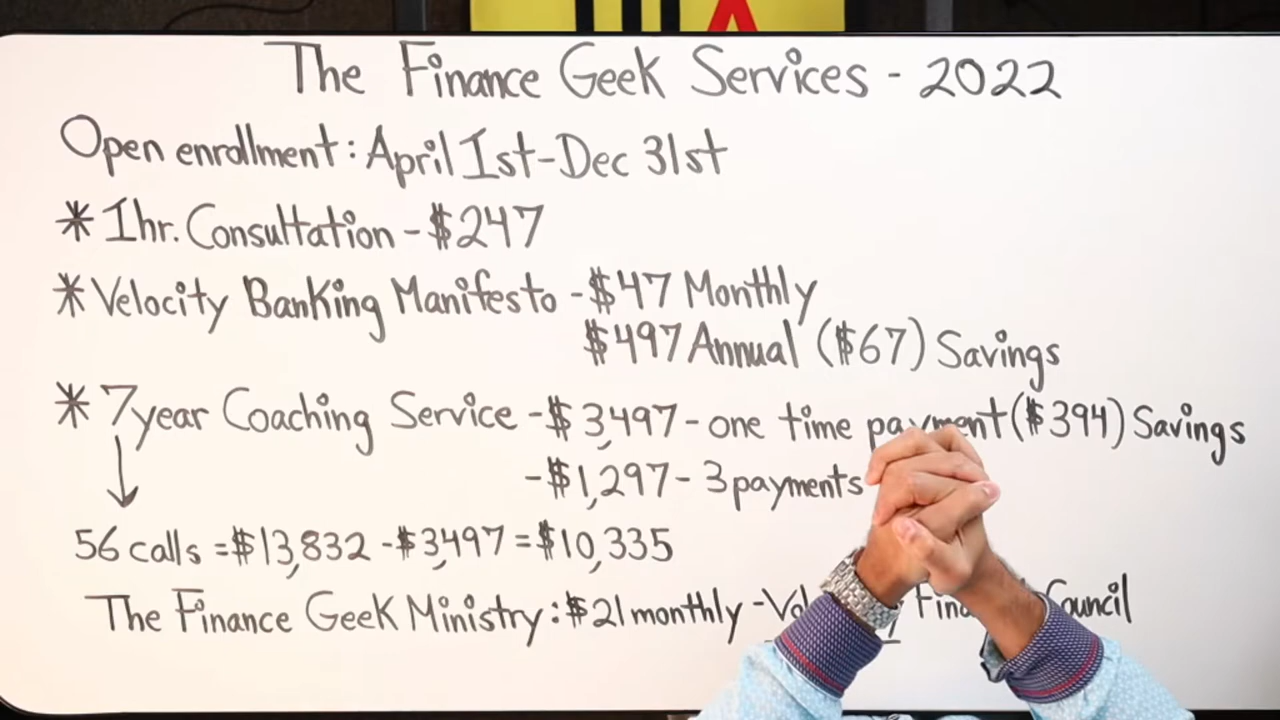 The Finance Geek Services - 2022
Open enrollment: April 1st-Dec 31st
* 1hr. Consultation - $247
* Velocity Banking Manifesto - $47 Monthly
$497 Annual ($67) Savings
* 7year Coaching Service - $3,497 - one time payment ($394) Savings
- $1,297 - 3 payments
56 calls = $13,832 - $3,497 = $10,335
The Finance Geek Ministry: $21 monthly - Council